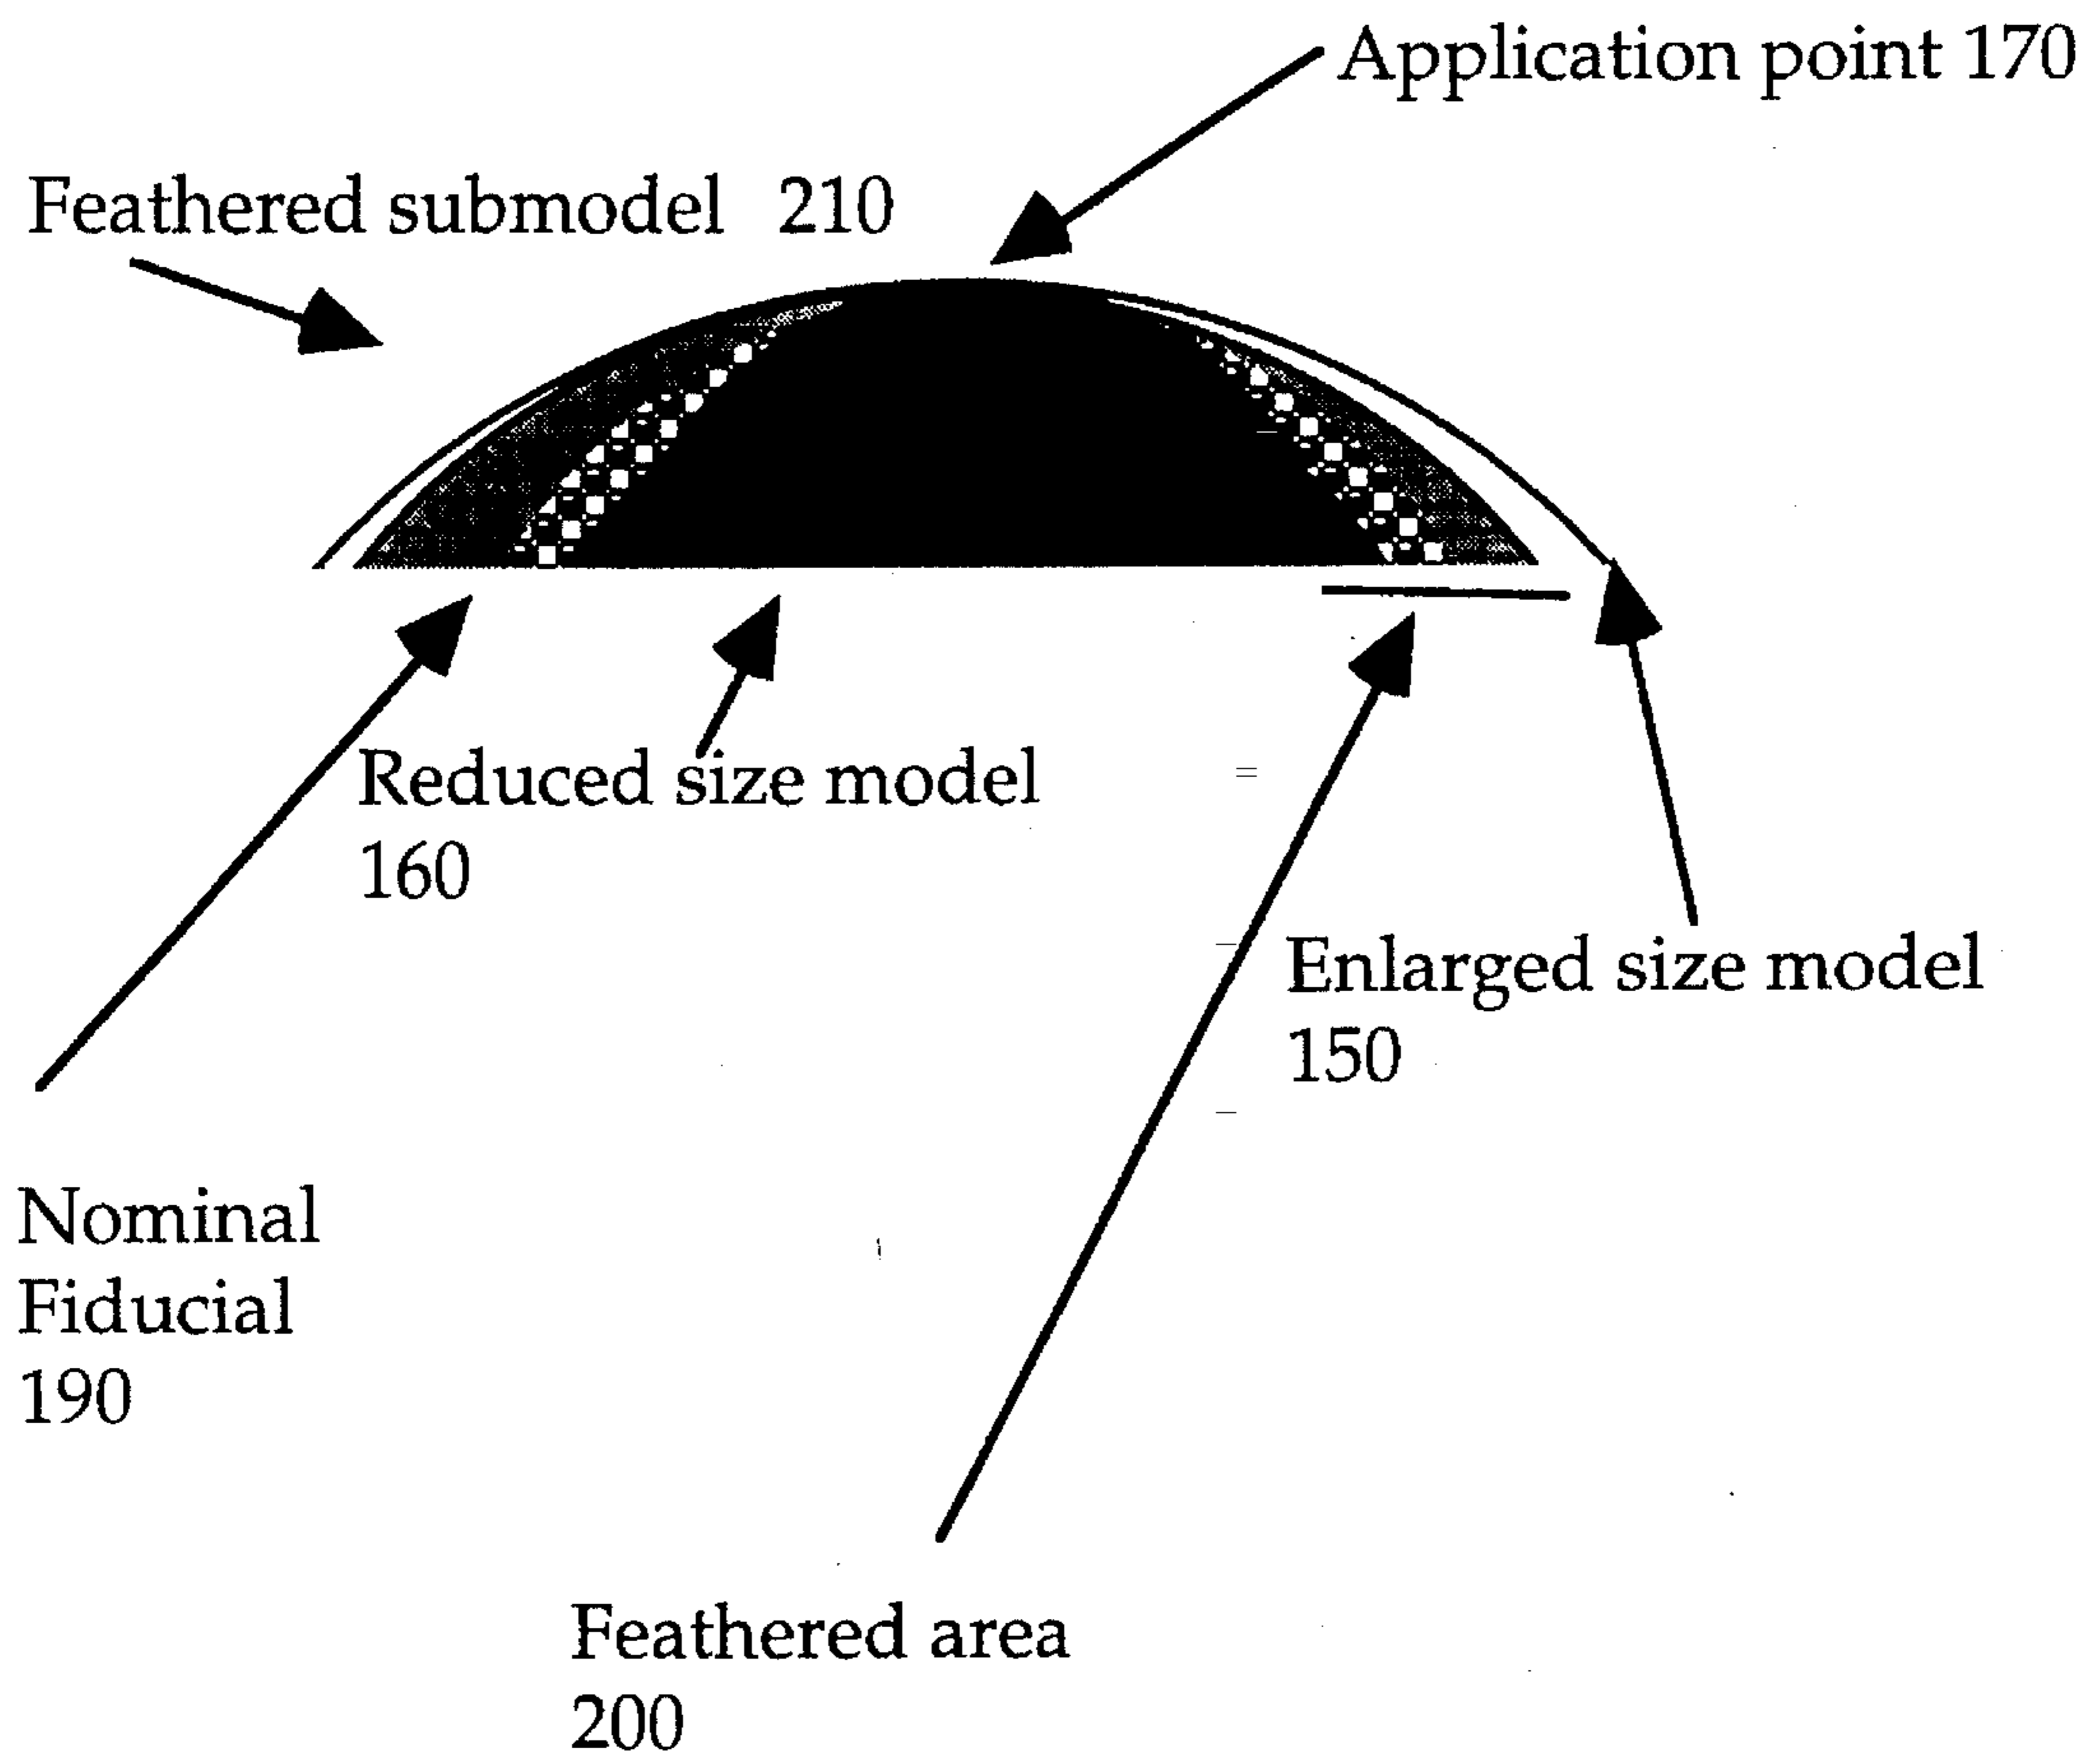 Application point 170
Feathered submodel 210
Reduced size model
160
Enlarged size model
150
Nominal
Fiducial
190
Feathered area
200